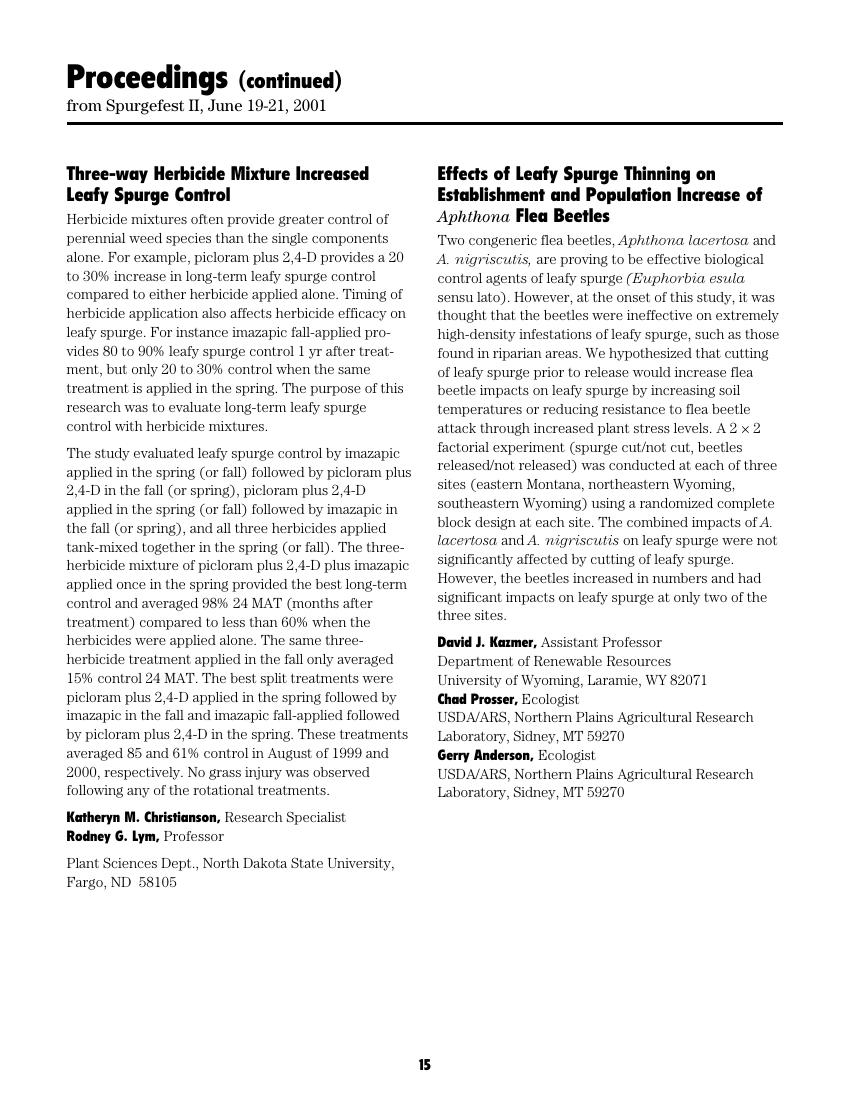 Proceedings (continued)
from Spurgefest II, June 19-21, 2001
Three-way Herbicide Mixture Increased
Leafy Spurge Control
Herbicide mixtures often provide greater control of
perennial weed species than the single components
alone. For example, picloram plus 2,4-D provides a 20
to 30% increase in long-term leafy spurge control
compared to either herbicide applied alone. Timing of
herbicide application also affects herbicide efficacy on
leafy spurge. For instance imazapic fall-applied pro-
vides 80 to 90% leafy spurge control 1 yr after treat-
ment, but only 20 to 30% control when the same
treatment is applied in the spring. The purpose of this
research was to evaluate long-term leafy spurge
control with herbicide mixtures.
The study evaluated leafy spurge control by imazapic
applied in the spring (or fall) followed by picloram plus
2,4-D in the fall (or spring), picloram plus 2,4-D
applied in the spring (or fall) followed by imazapic in
the fall (or spring), and all three herbicides applied
tank-mixed together in the spring (or fall). The three-
herbicide mixture of picloram plus 2,4-D plus imazapic
applied once in the spring provided the best long-term
control and averaged 98% 24 MAT (months after
treatment) compared to less than 60% when the
herbicides were applied alone. The same three-
herbicide treatment applied in the fall only averaged
15% control 24 MAT. The best split treatments were
picloram plus 2,4-D applied in the spring followed by
imazapic in the fall and imazapic fall-applied followed
by picloram plus 2,4-D in the spring. These treatments
averaged 85 and 61% control in August of 1999 and
2000, respectively. No grass injury was observed
following any of the rotational treatments.
Katheryn M. Christianson, Research Specialist
Rodney G. Lym, Professor
Plant Sciences Dept., North Dakota State University,
Fargo, ND  58105
Effects of Leafy Spurge Thinning on
Establishment and Population Increase of
Aphthona Flea Beetles
Two congeneric flea beetles, Aphthona lacertosa and
A. nigriscutis, are proving to be effective biological
control agents of leafy spurge (Euphorbia esula
sensu lato). However, at the onset of this study, it was
thought that the beetles were ineffective on extremely
high-density infestations of leafy spurge, such as those
found in riparian areas. We hypothesized that cutting
of leafy spurge prior to release would increase flea
beetle impacts on leafy spurge by increasing soil
temperatures or reducing resistance to flea beetle
attack through increased plant stress levels. A 2 × 2
factorial experiment (spurge cut/not cut, beetles
released/not released) was conducted at each of three
sites (eastern Montana, northeastern Wyoming,
southeastern Wyoming) using a randomized complete
block design at each site. The combined impacts of A.
lacertosa and A. nigriscutis on leafy spurge were not
significantly affected by cutting of leafy spurge.
However, the beetles increased in numbers and had
significant impacts on leafy spurge at only two of the
three sites.
David J. Kazmer, Assistant Professor
Department of Renewable Resources
University of Wyoming, Laramie, WY 82071
Chad Prosser, Ecologist
USDA/ARS, Northern Plains Agricultural Research
Laboratory, Sidney, MT 59270
Gerry Anderson, Ecologist
USDA/ARS, Northern Plains Agricultural Research
Laboratory, Sidney, MT 59270
15